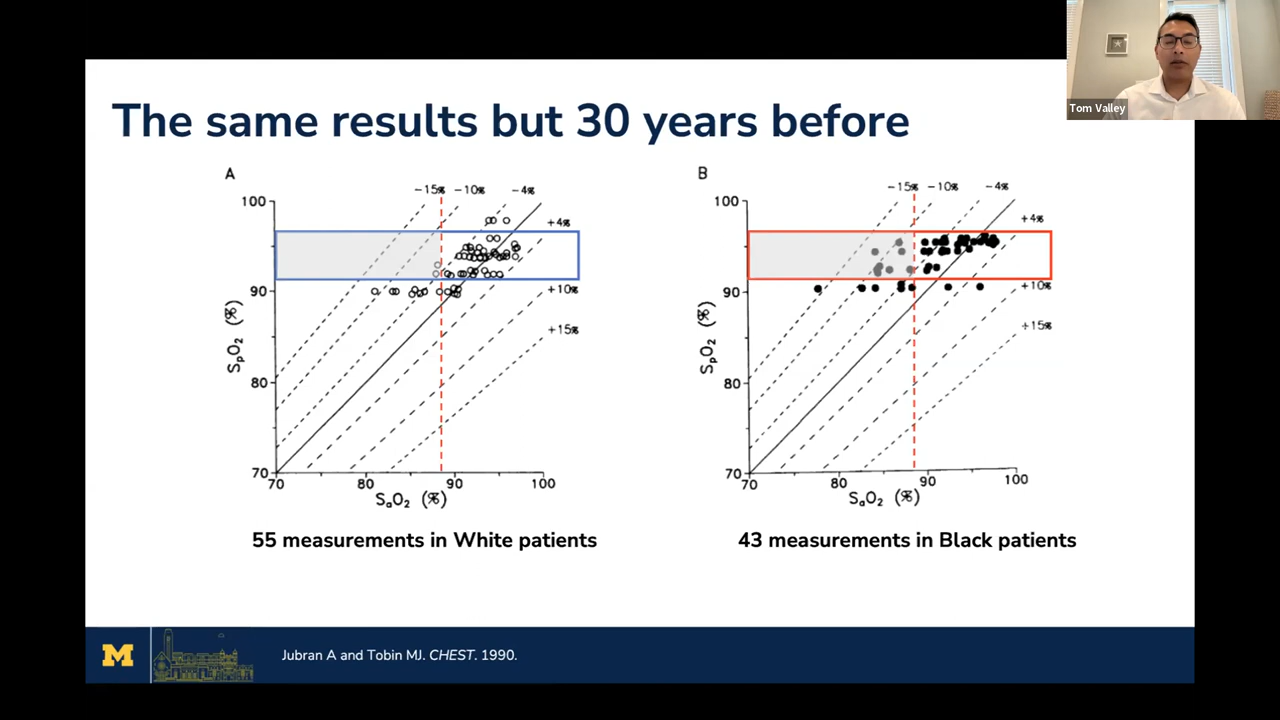 Tom Valley
The same results but 30 years before
A
-15% -10% -4%
100
+4%
90
+10%
+15%
80
70
70 80 90 100
SpO2 (%)
SaO2 (%)
55 measurements in White patients
B
-15% -10% -4%
100
+4%
90
+10%
+15%
80
70
70 80 90 100
SpO2 (%)
SaO2 (%)
43 measurements in Black patients
M
Jubran A and Tobin MJ. CHEST. 1990.